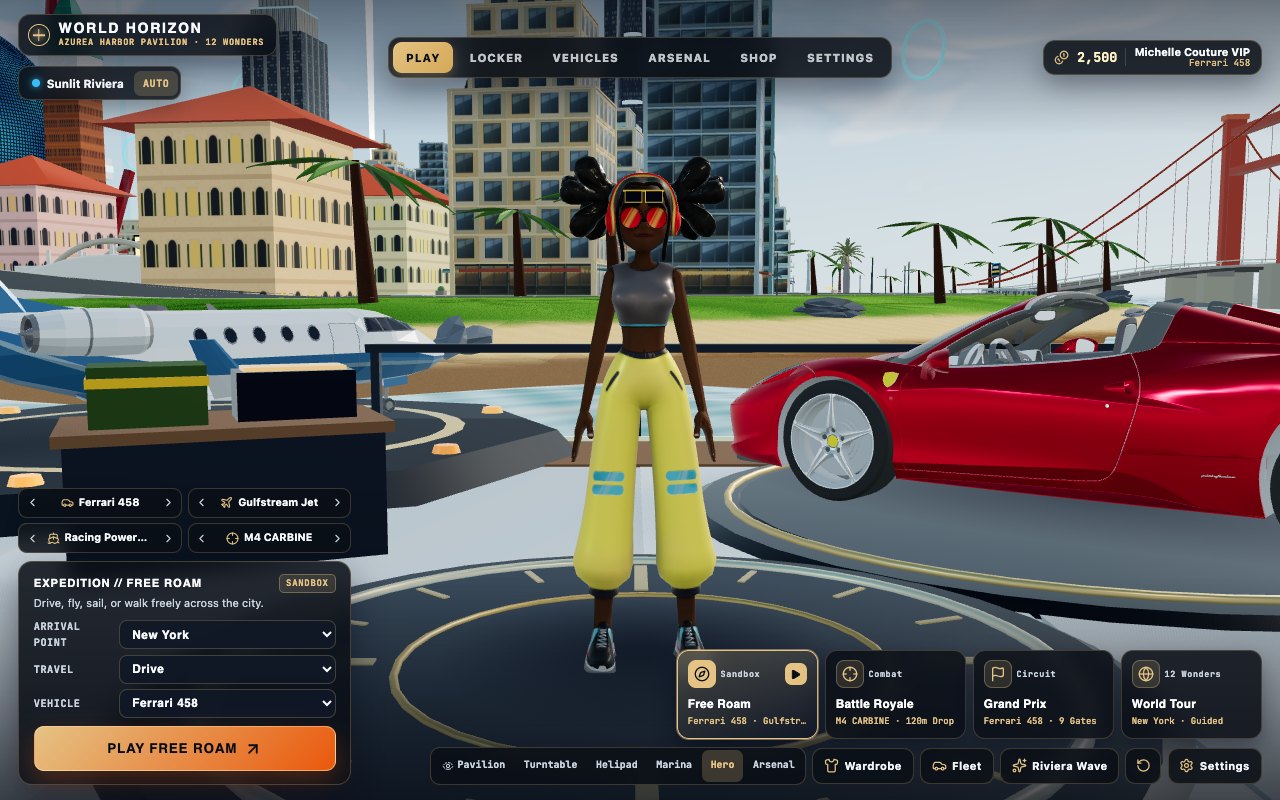 WORLD HORIZON
AZUREA HARBOR PAVILION · 12 WONDERS
Sunlit Riviera AUTO
PLAY LOCKER VEHICLES ARSENAL SHOP SETTINGS
2,500
Michelle Couture VIP
Ferrari 458
Ferrari 458
Gulfstream Jet
Racing Power...
M4 CARBINE
EXPEDITION // FREE ROAM SANDBOX
Drive, fly, sail, or walk freely across the city.
ARRIVAL POINT New York
TRAVEL Drive
VEHICLE Ferrari 458
PLAY FREE ROAM
Sandbox
Free Roam
Ferrari 458 · Gulfstr...
Combat
Battle Royale
M4 CARBINE · 120m Drop
Circuit
Grand Prix
Ferrari 458 · 9 Gates
12 Wonders
World Tour
New York · Guided
Pavilion Turntable Helipad Marina Hero Arsenal
Wardrobe
Fleet
Riviera Wave
Settings